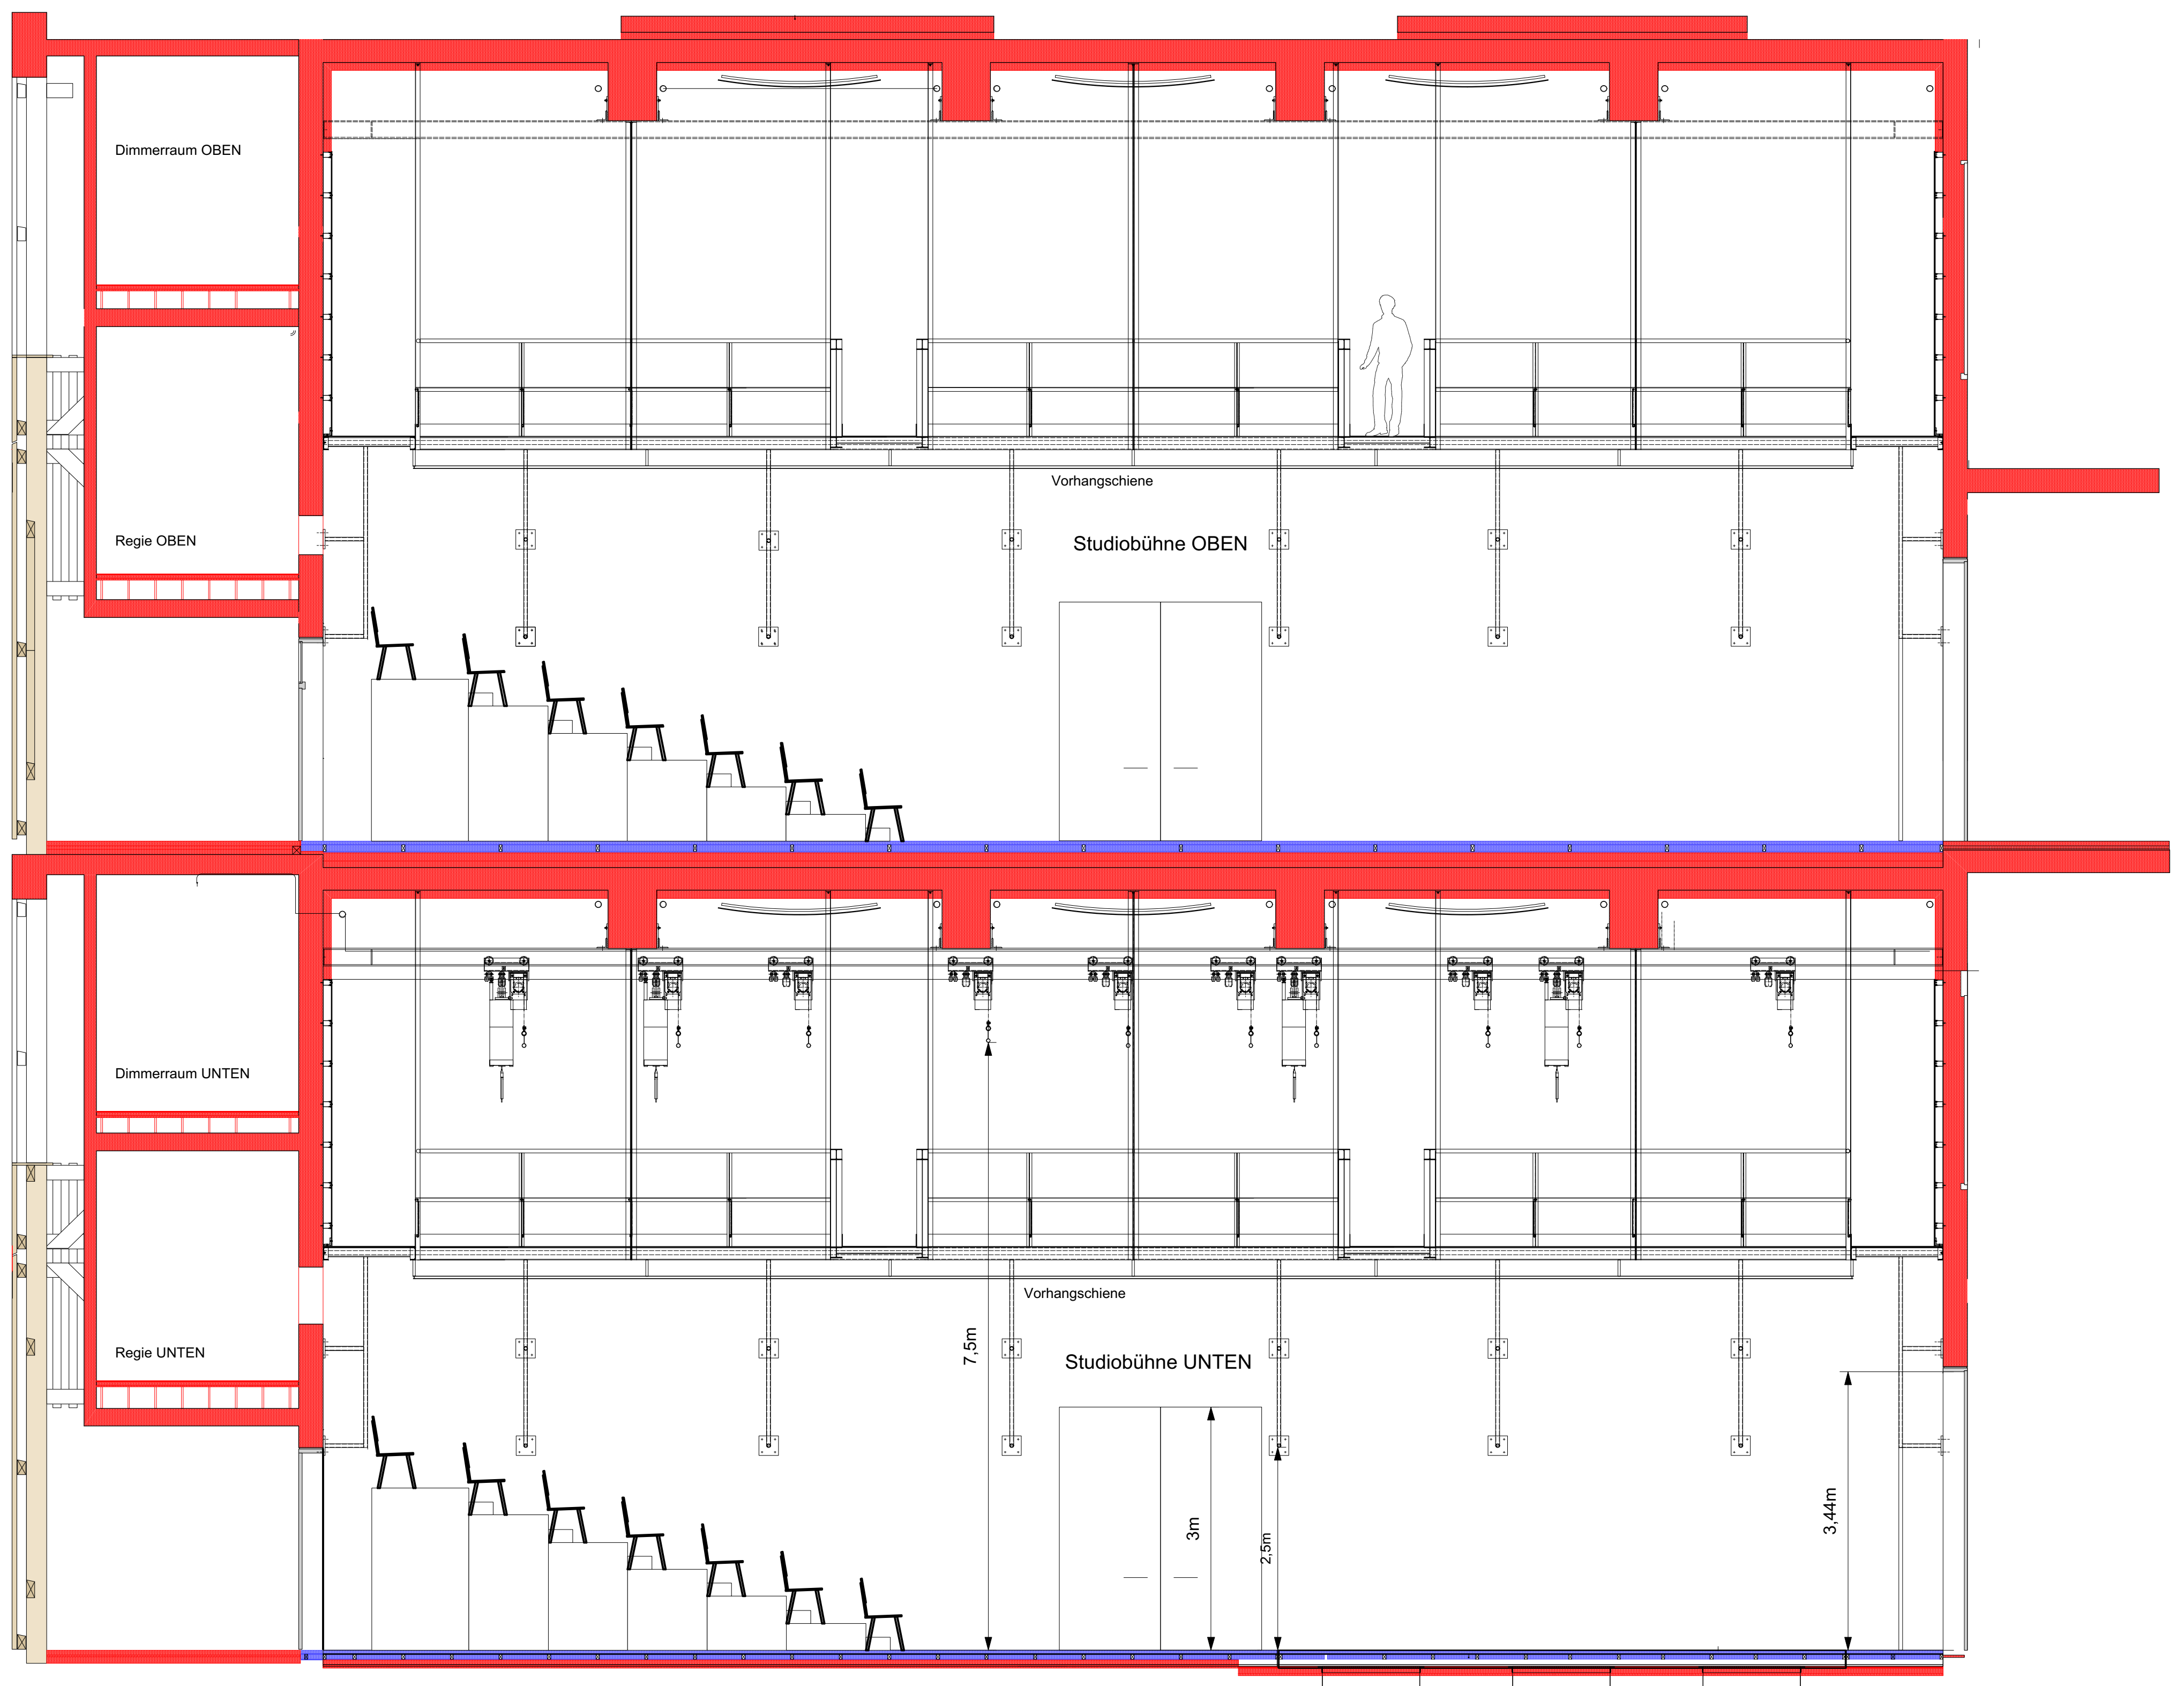 Dimmerraum OBEN
Vorhangschiene
Regie OBEN
Studiobühne OBEN
Dimmerraum UNTEN
Vorhangschiene
Regie UNTEN
Studiobühne UNTEN
7,5m
3m
2,5m
3,44m